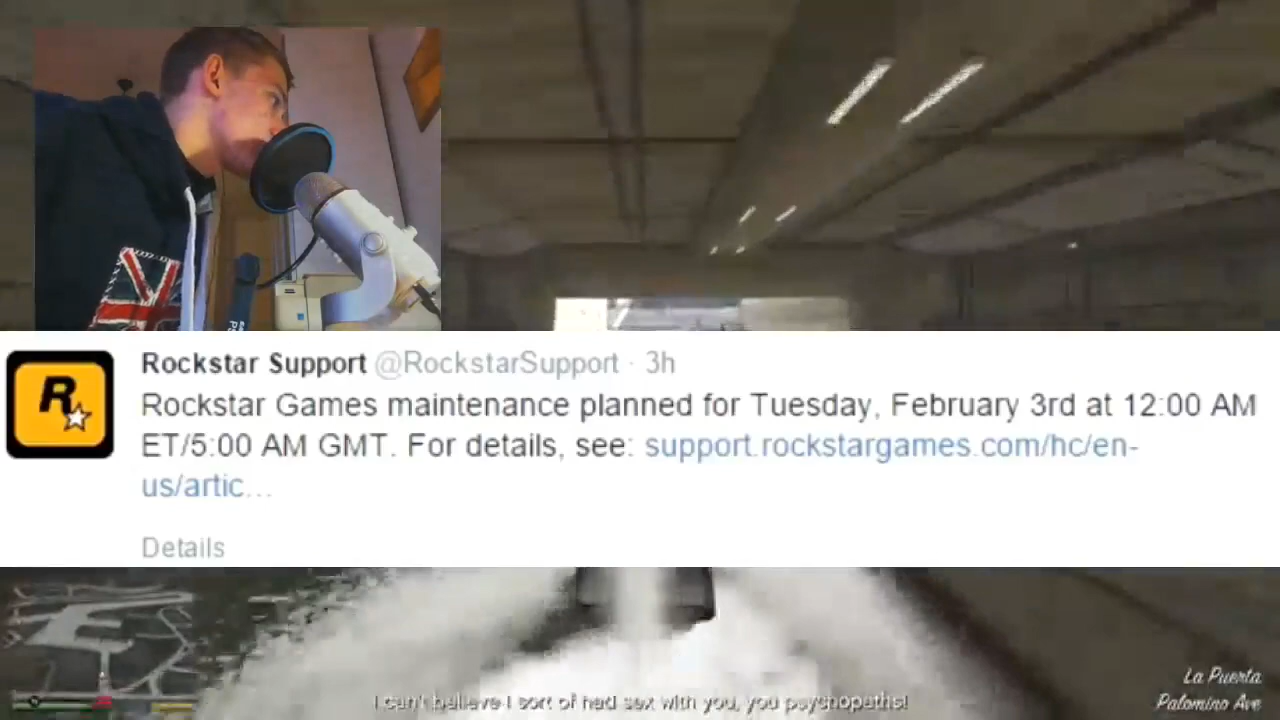 Rockstar Support @RockstarSupport · 3h
Rockstar Games maintenance planned for Tuesday, February 3rd at 12:00 AM
ET/5:00 AM GMT. For details, see: support.rockstargames.com/hc/en-
us/artic...
Details
I can't believe I sort of had sex with you, you psychopaths!
La Puerta
Palomino Ave